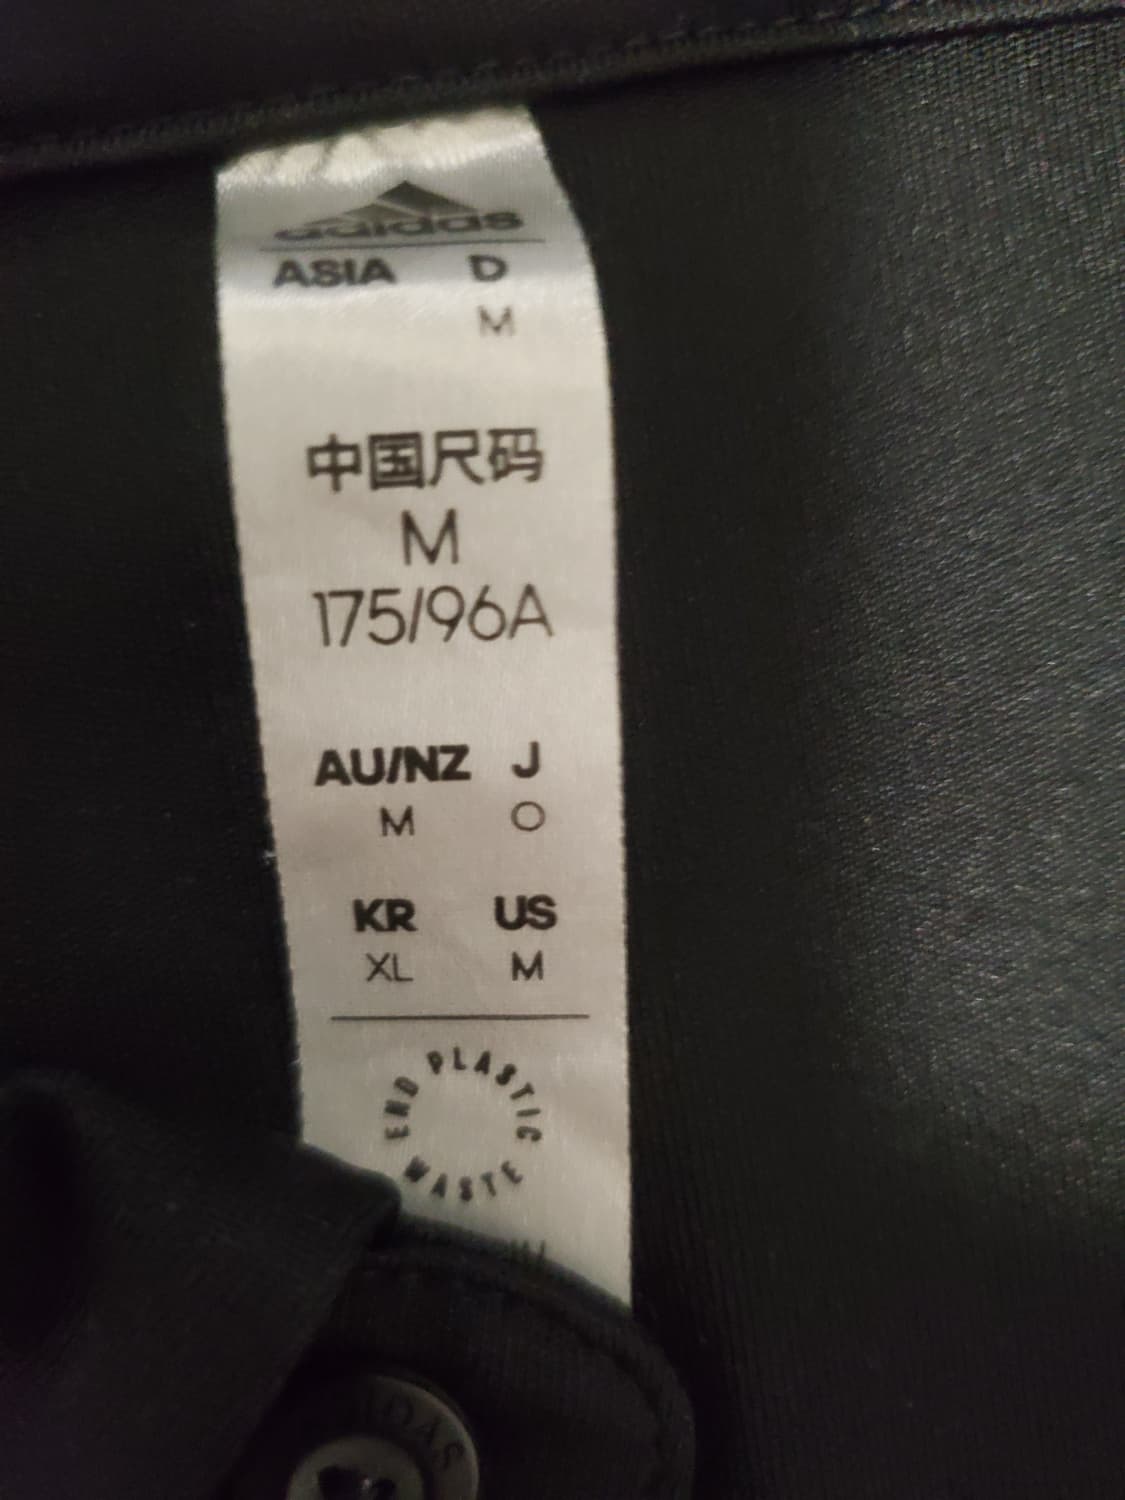 adidas
ASIA D
M
中国尺码
M
175/96A
AU/NZ J
M O
KR US
XL M
END PLASTIC WASTE